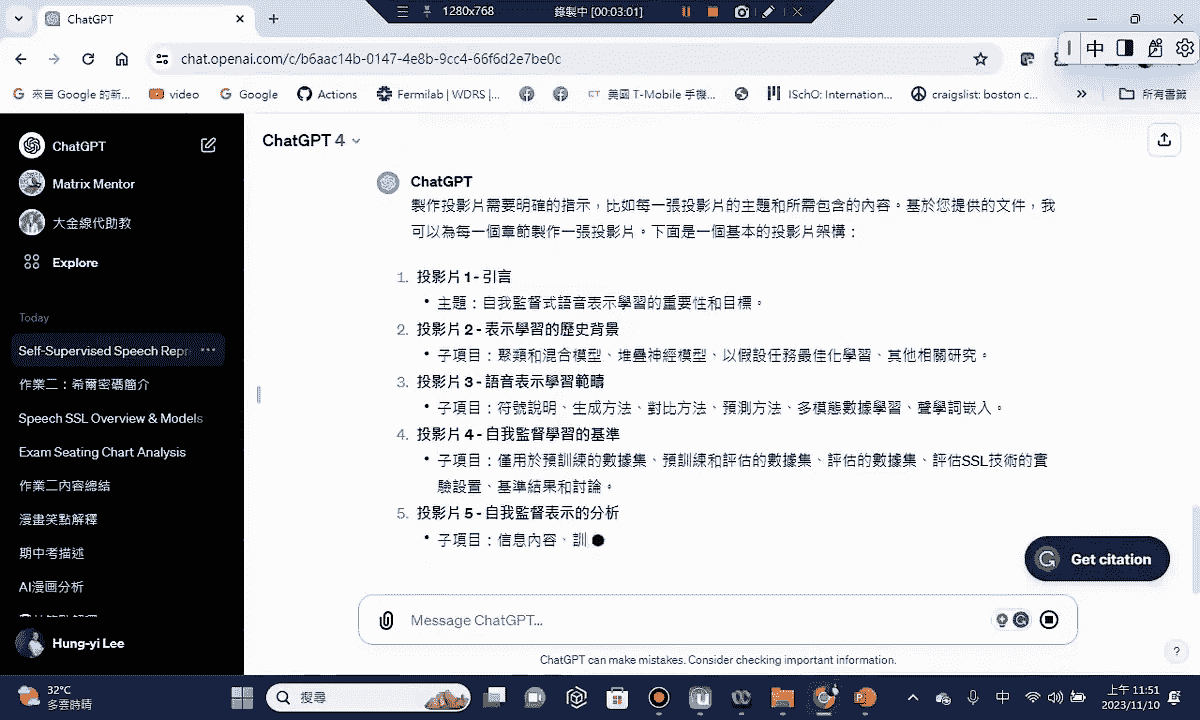 1280x768 錄製中 [00:03:01]
ChatGPT
中
chat.openai.com/c/b6aac14b-0147-4e8b-9cc4-66f6d2e7be0c
來自 Google 的新... video Google Actions Fermilab | WDRS |... 美國 T-Mobile 手機... ISchO: Internation... craigslist: boston c... 所有書籤
ChatGPT
Matrix Mentor
大金線代助教
Explore
Today
Self-Supervised Speech Repr
作業二：希爾密碼簡介
Speech SSL Overview & Models
Exam Seating Chart Analysis
作業二內容總結
漫畫笑點解釋
期中考描述
AI漫画分析
Hung-yi Lee
ChatGPT 4
ChatGPT
製作投影片需要明確的指示，比如每一張投影片的主題和所需包含的內容。基於您提供的文件，我
可以為每一個章節製作一張投影片。下面是一個基本的投影片架構：
1. 投影片 1 - 引言
• 主題：自我監督式語音表示學習的重要性和目標。
2. 投影片 2 - 表示學習的歷史背景
• 子項目：聚類和混合模型、堆疊神經模型、以假設任務最佳化學習、其他相關研究。
3. 投影片 3 - 語音表示學習範疇
• 子項目：符號說明、生成方法、對比方法、預測方法、多模態數據學習、聲學詞嵌入。
4. 投影片 4 - 自我監督學習的基準
• 子項目：僅用於預訓練的數據集、預訓練和評估的數據集、評估的數據集、評估SSL技術的實
驗設置、基準結果和討論。
5. 投影片 5 - 自我監督表示的分析
• 子項目：信息內容、訓
Get citation
Message ChatGPT...
ChatGPT can make mistakes. Consider checking important information.
?
32°C
多雲時晴
搜尋
中
上午 11:51
2023/11/10